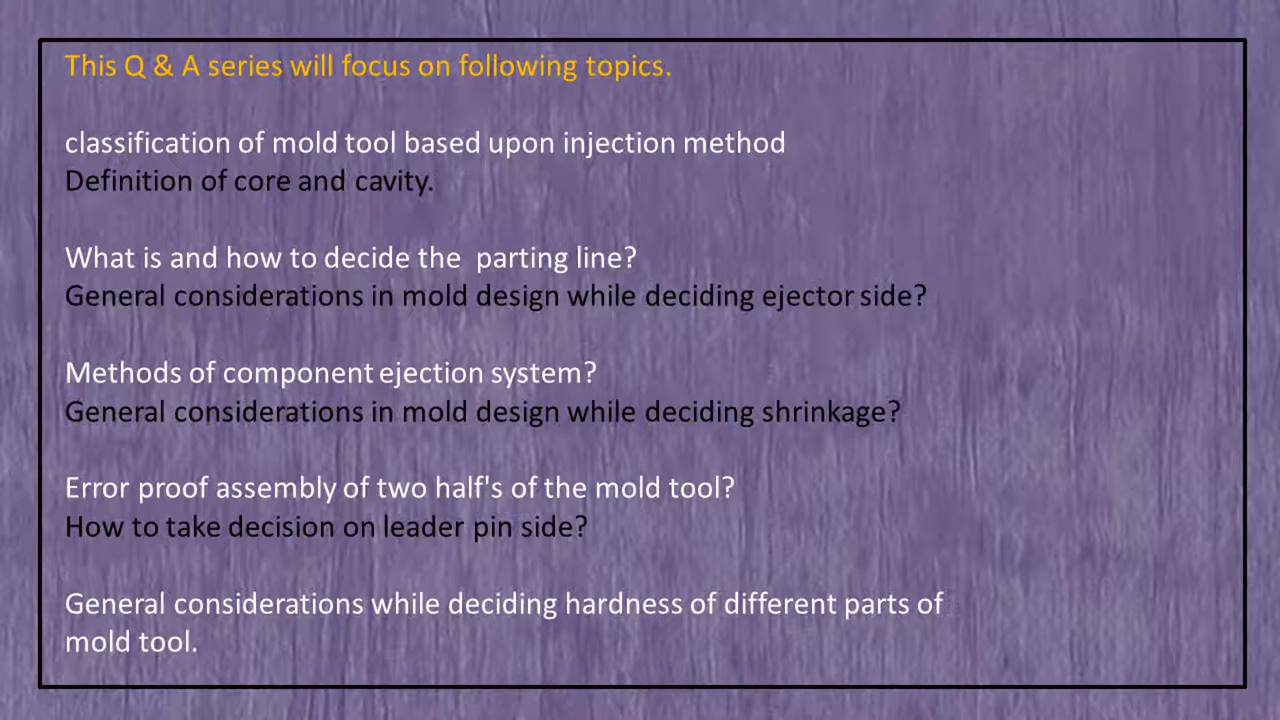 This Q & A series will focus on following topics.
classification of mold tool based upon injection method
Definition of core and cavity.
What is and how to decide the parting line?
General considerations in mold design while deciding ejector side?
Methods of component ejection system?
General considerations in mold design while deciding shrinkage?
Error proof assembly of two half's of the mold tool?
How to take decision on leader pin side?
General considerations while deciding hardness of different parts of
mold tool.